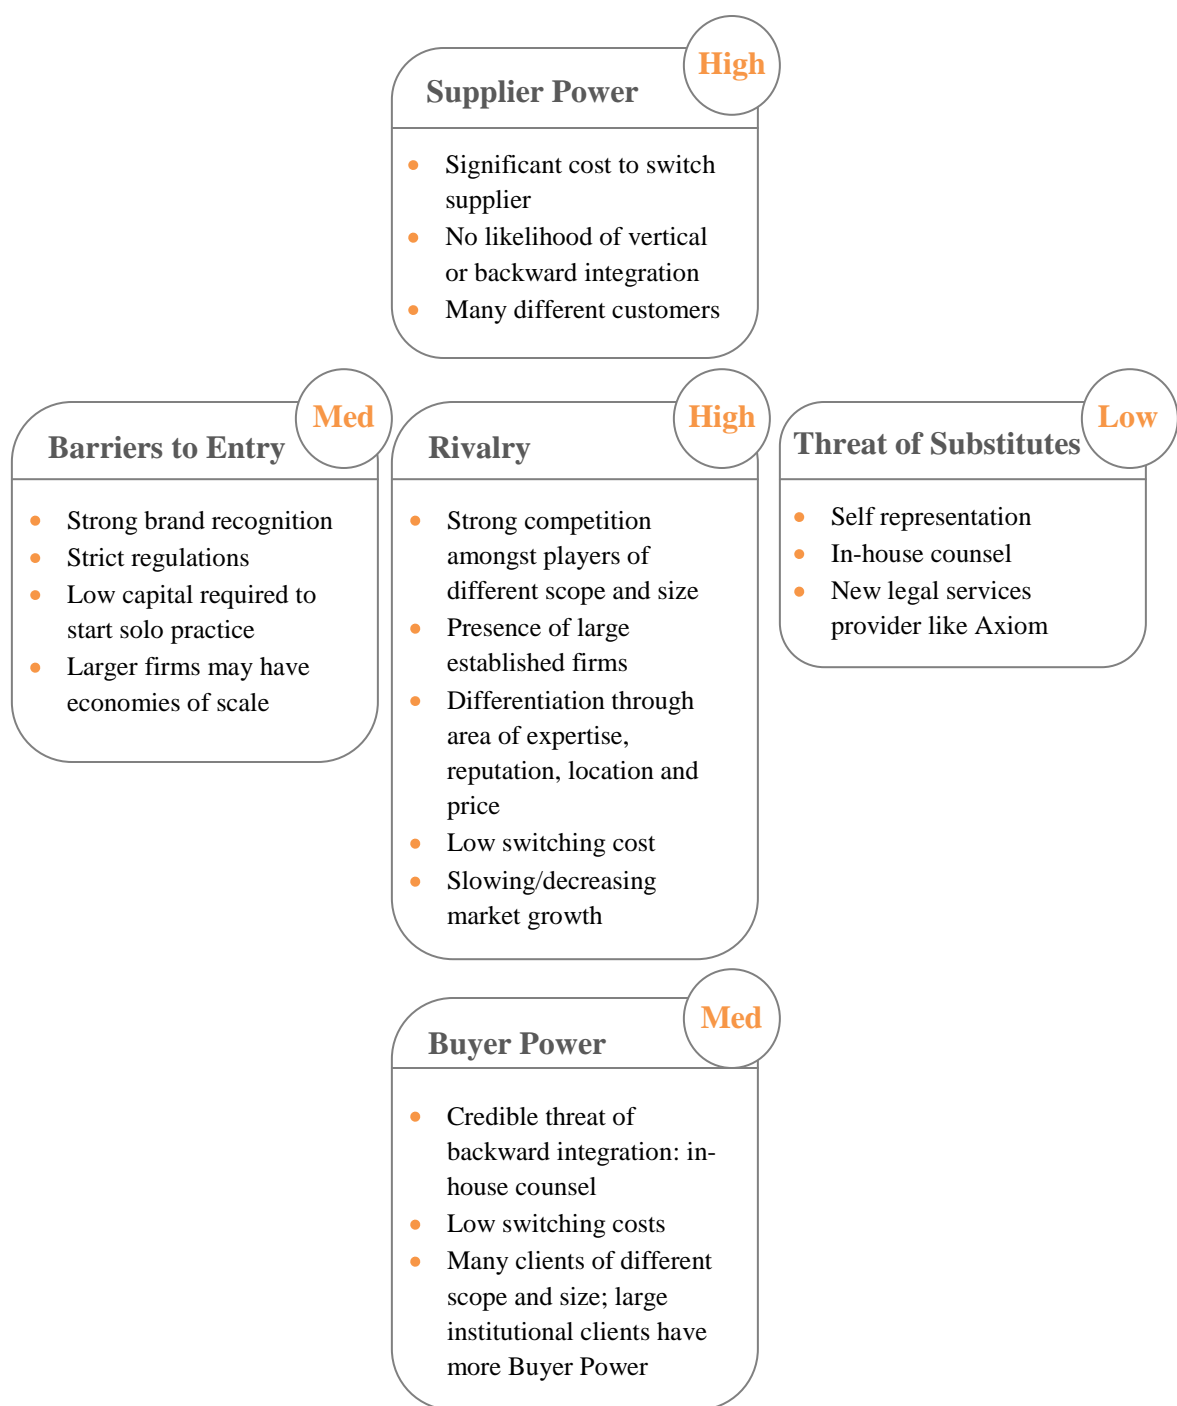 High
Supplier Power
Significant cost to switch
supplier
No likelihood of vertical
or backward integration
Many different customers
Med
Barriers to Entry
Strong brand recognition
Strict regulations
Low capital required to
start solo practice
Larger firms may have
economies of scale
High
Rivalry
Strong competition
amongst players of
different scope and size
Presence of large
established firms
Differentiation through
area of expertise,
reputation, location and
price
Low switching cost
Slowing/decreasing
market growth
Low
Threat of Substitutes
Self representation
In-house counsel
New legal services
provider like Axiom
Med
Buyer Power
Credible threat of
backward integration: in-
house counsel
Low switching costs
Many clients of different
scope and size; large
institutional clients have
more Buyer Power